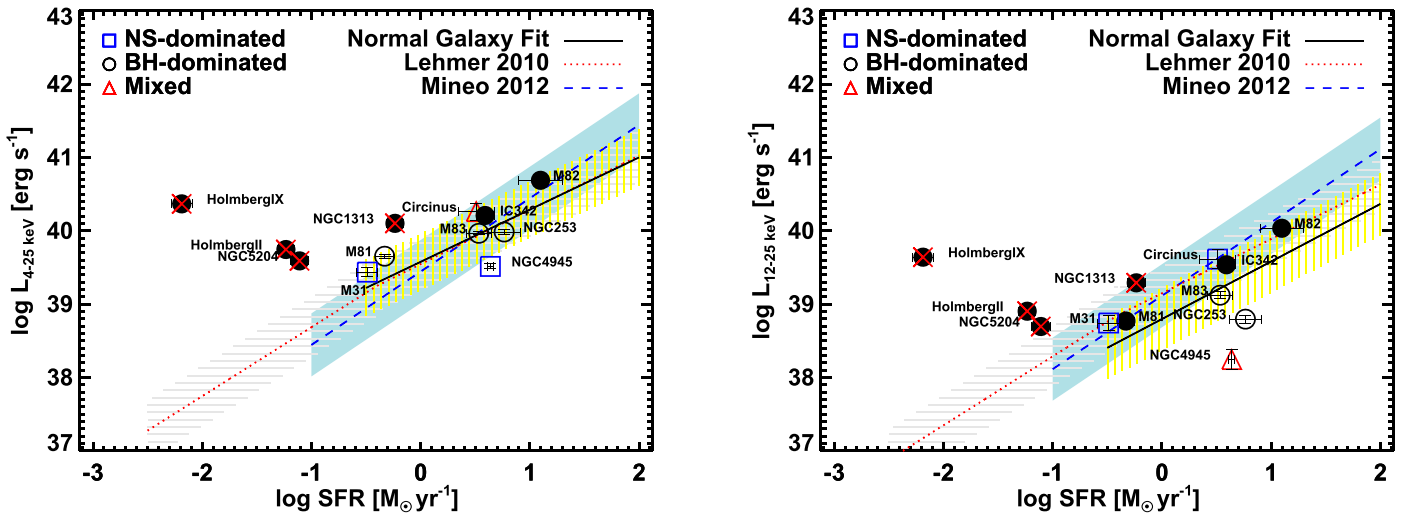 43
42
41
40
39
38
37
log L4-25 keV [erg s-1]
NS-dominated
BH-dominated
Mixed
Normal Galaxy Fit
Lehmer 2010
Mineo 2012
HolmbergIX
HolmbergII
NGC5204
NGC1313
M81
M31
Circinus
M83
IC342
NGC253
NGC4945
M82
-3 -2 -1 0 1 2
log SFR [M⊙ yr-1]
43
42
41
40
39
38
37
log L12-25 keV [erg s-1]
NS-dominated
BH-dominated
Mixed
Normal Galaxy Fit
Lehmer 2010
Mineo 2012
HolmbergIX
HolmbergII
NGC5204
NGC1313
M31
M81
Circinus
IC342
M82
M83
NGC253
NGC4945
-3 -2 -1 0 1 2
log SFR [M⊙ yr-1]